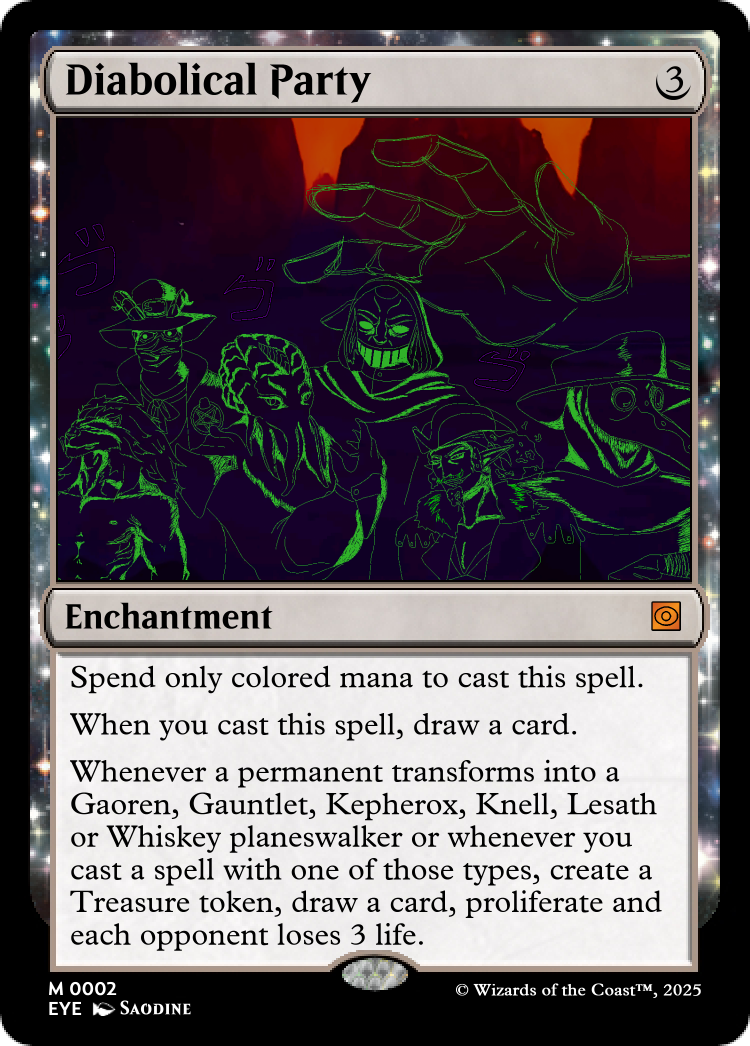 Diabolical Party 3
ゴ
ゴ
Enchantment
Spend only colored mana to cast this spell.
When you cast this spell, draw a card.
Whenever a permanent transforms into a
Gaoren, Gauntlet, Kepherox, Knell, Lesath
or Whiskey planeswalker or whenever you
cast a spell with one of those types, create a
Treasure token, draw a card, proliferate and
each opponent loses 3 life.
M 0002
EYE SAODINE
© Wizards of the Coast™, 2025